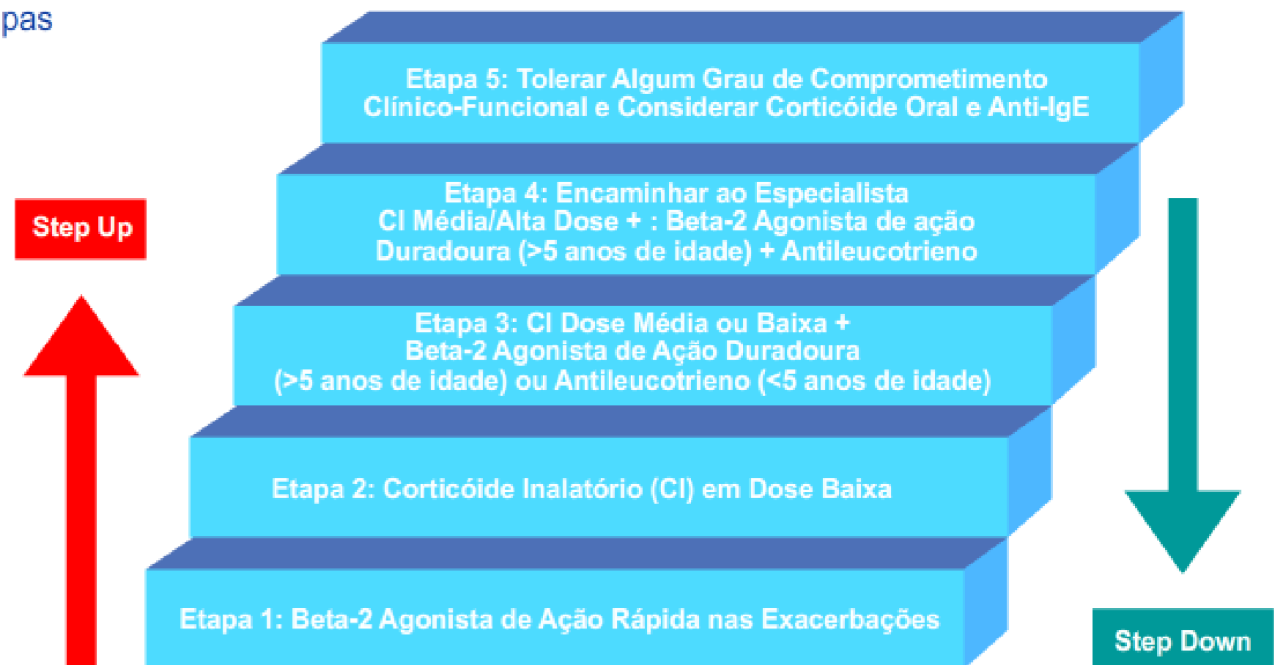 pas
Etapa 5: Tolerar Algum Grau de Comprometimento
Clínico-Funcional e Considerar Corticóide Oral e Anti-IgE
Etapa 4: Encaminhar ao Especialista
CI Média/Alta Dose + : Beta-2 Agonista de ação
Duradoura (>5 anos de idade) + Antileucotrieno
Step Up
Etapa 3: CI Dose Média ou Baixa +
Beta-2 Agonista de Ação Duradoura
(>5 anos de idade) ou Antileucotrieno (<5 anos de idade)
Etapa 2: Corticóide Inalatório (CI) em Dose Baixa
Etapa 1: Beta-2 Agonista de Ação Rápida nas Exacerbações
Step Down